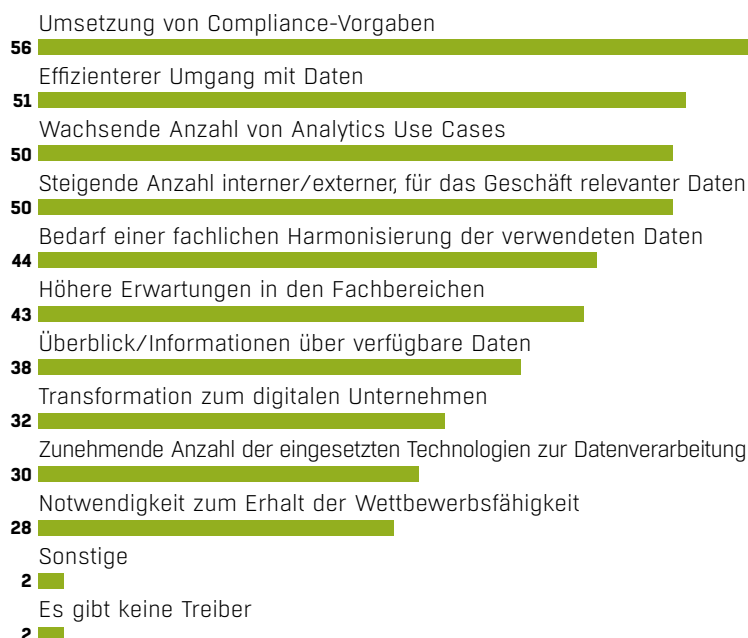 Umsetzung von Compliance-Vorgaben
56
Effizienterer Umgang mit Daten
51
Wachsende Anzahl von Analytics Use Cases
50
Steigende Anzahl interner/externer, für das Geschäft relevanter Daten
50
Bedarf einer fachlichen Harmonisierung der verwendeten Daten
44
Höhere Erwartungen in den Fachbereichen
43
Überblick/Informationen über verfügbare Daten
38
Transformation zum digitalen Unternehmen
32
Zunehmende Anzahl der eingesetzten Technologien zur Datenverarbeitung
30
Notwendigkeit zum Erhalt der Wettbewerbsfähigkeit
28
Sonstige
2
Es gibt keine Treiber
2